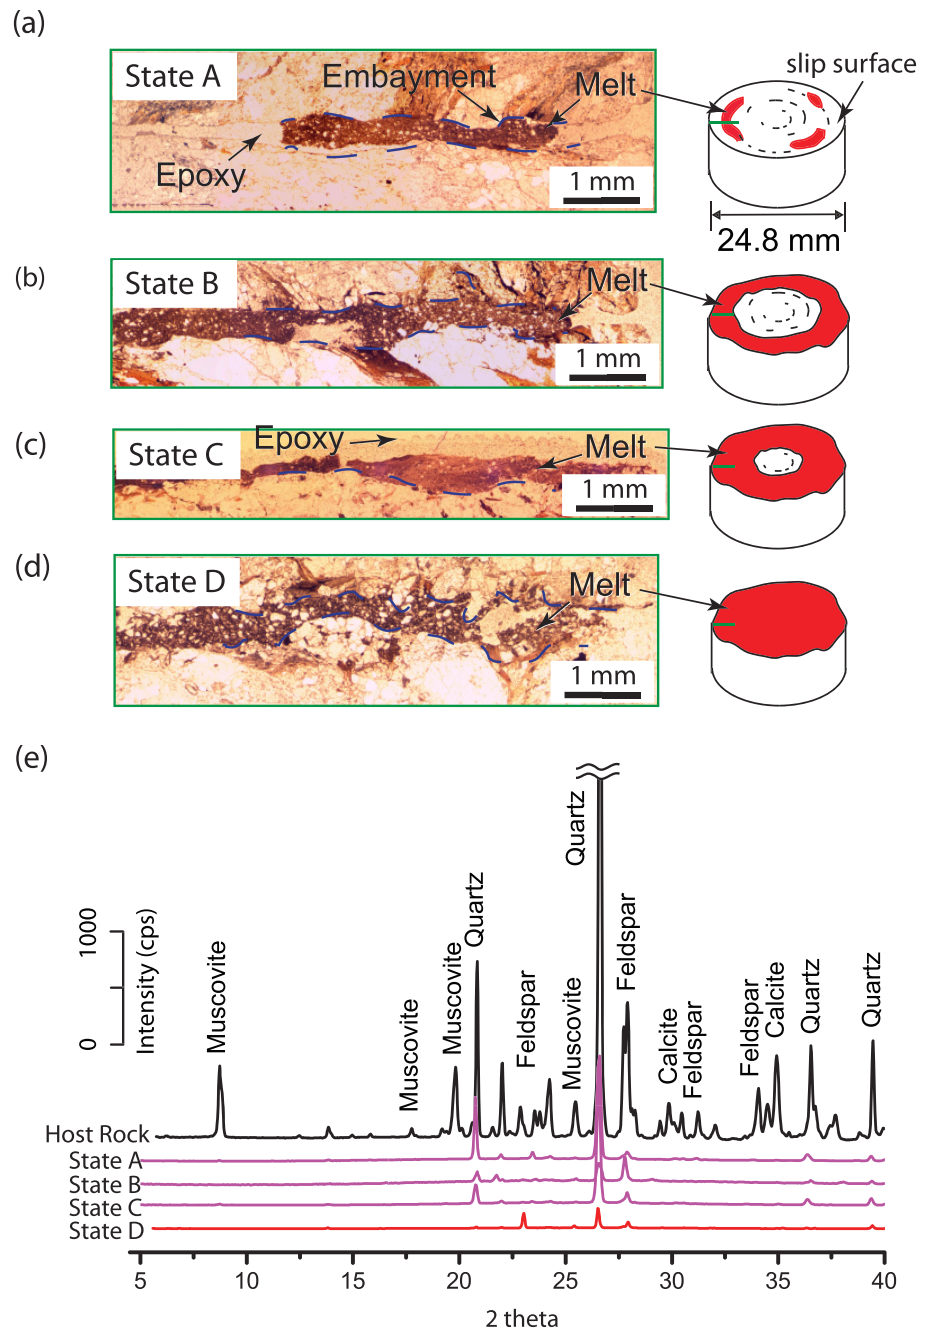 (a)
State A
Embayment
Melt
Epoxy
1 mm
slip surface
24.8 mm
(b)
State B
Melt
1 mm
(c)
State C
Epoxy
Melt
1 mm
(d)
State D
Melt
1 mm
(e)
0 1000
Intensity (cps)
Muscovite
Muscovite
Muscovite
Quartz
Feldspar
Muscovite
Quartz
Feldspar
Calcite
Feldspar
Feldspar
Calcite
Quartz
Quartz
Host Rock
State A
State B
State C
State D
5 10 15 20 25 30 35 40
2 theta